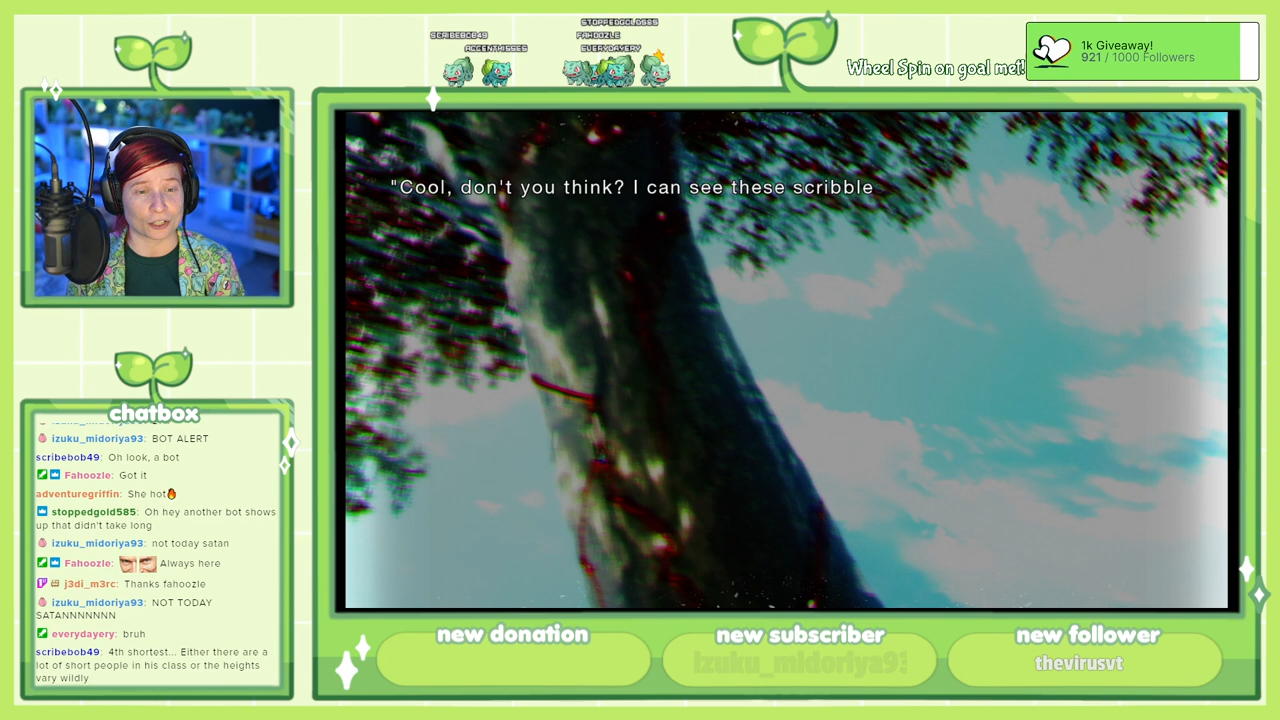 STOPPEDGOLD585
SCRIBEBOB49
FAHOOZLE
EVERYDAYERY
Wheel Spin on goal met!
1k Giveaway!
921 / 1000 Followers
"Cool, don't you think? I can see these scribble
chatbox
izuku_midoriya93: BOT ALERT
scribebob49: Oh look, a bot
Fahoozle: Got it
adventuregriffin: She hot🔥
stoppedgold585: Oh hey another bot shows
up that didn't take long
izuku_midoriya93: not today satan
Fahoozle: Always here
j3di_m3rc: Thanks fahoozle
izuku_midoriya93: NOT TODAY
SATANNNNNNN
everydayery: bruh
scribebob49: 4th shortest... Either there are a
lot of short people in his class or the heights
vary wildly
new donation
new subscriber
izuku_midoriya93
new follower
thevirusvt